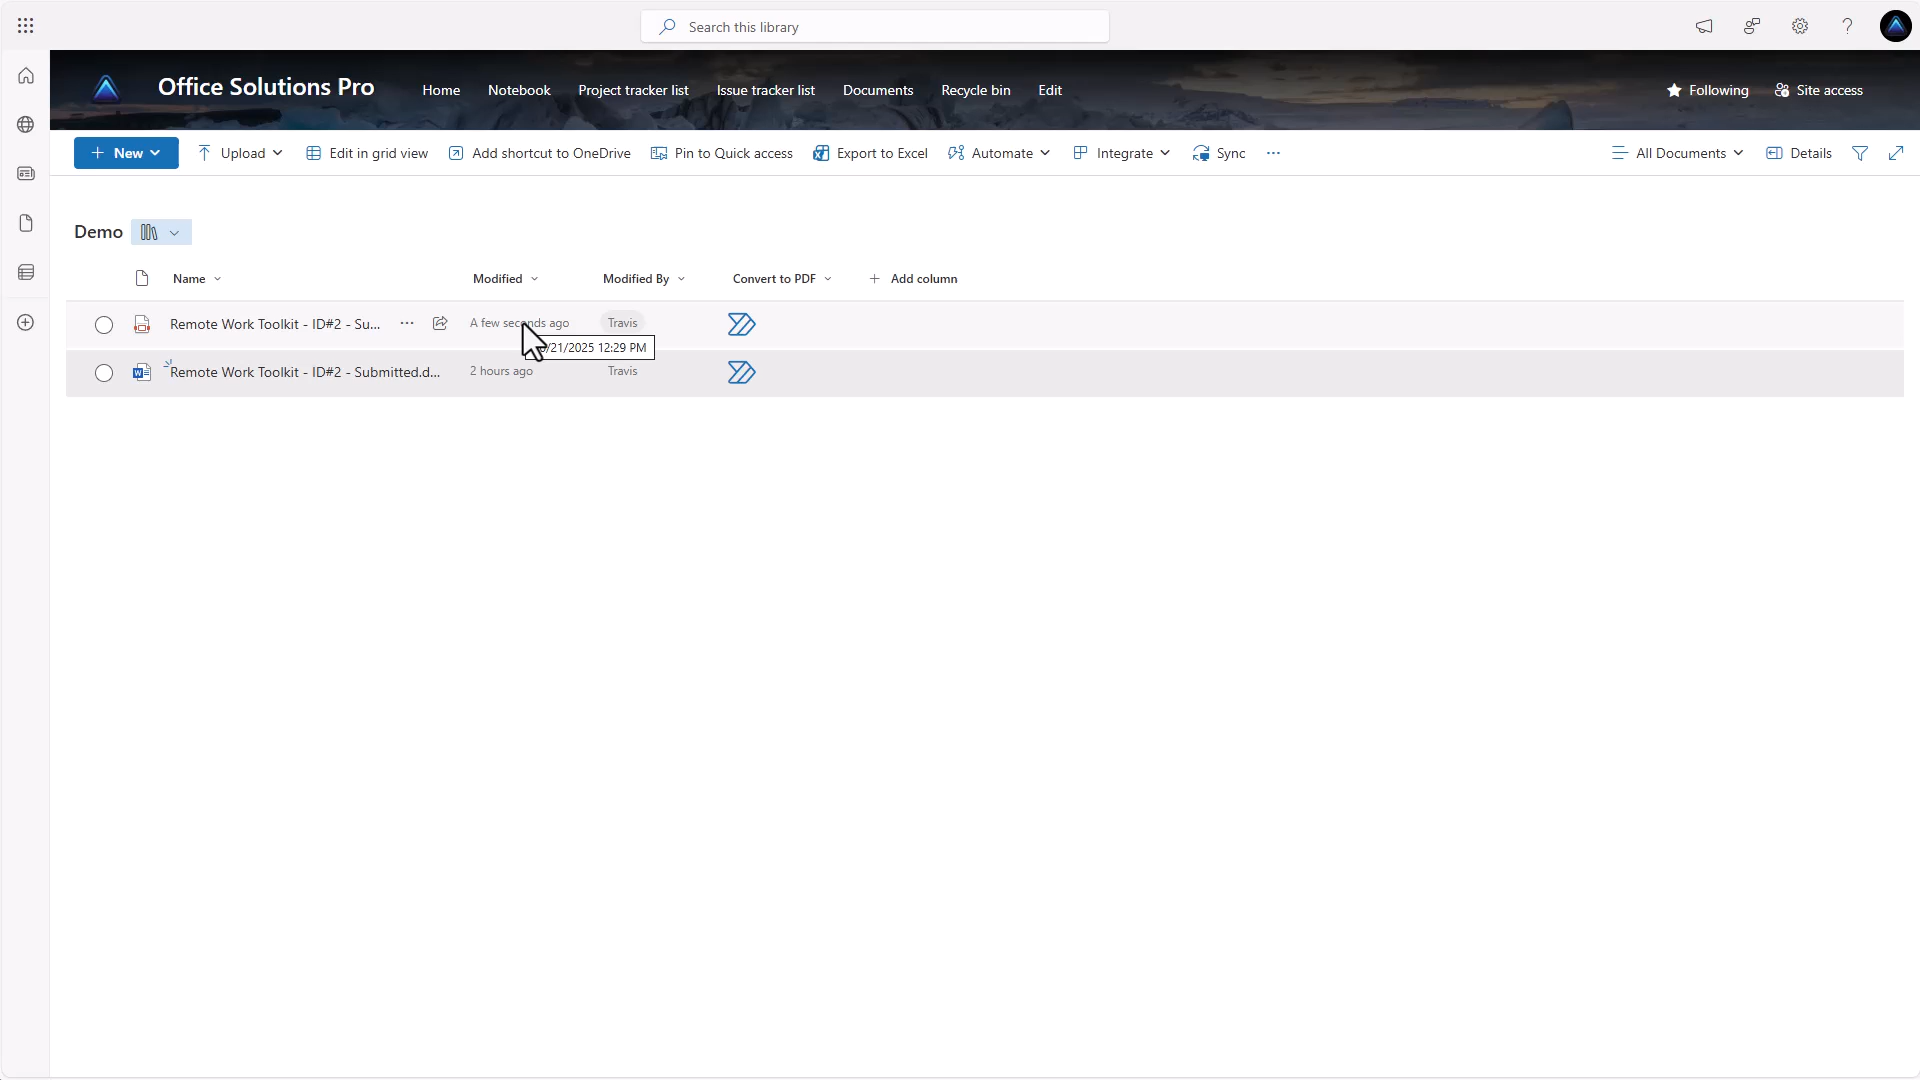 Search this library
Office Solutions Pro
Home Notebook Project tracker list Issue tracker list Documents Recycle bin Edit
Following Site access
New Upload Edit in grid view Add shortcut to OneDrive Pin to Quick access Export to Excel Automate Integrate Sync ... All Documents Details
Demo
Name Modified Modified By Convert to PDF Add column
Remote Work Toolkit - ID#2 - Su... ... A few seconds ago Travis
/21/2025 12:29 PM
Remote Work Toolkit - ID#2 - Submitted.d... 2 hours ago Travis